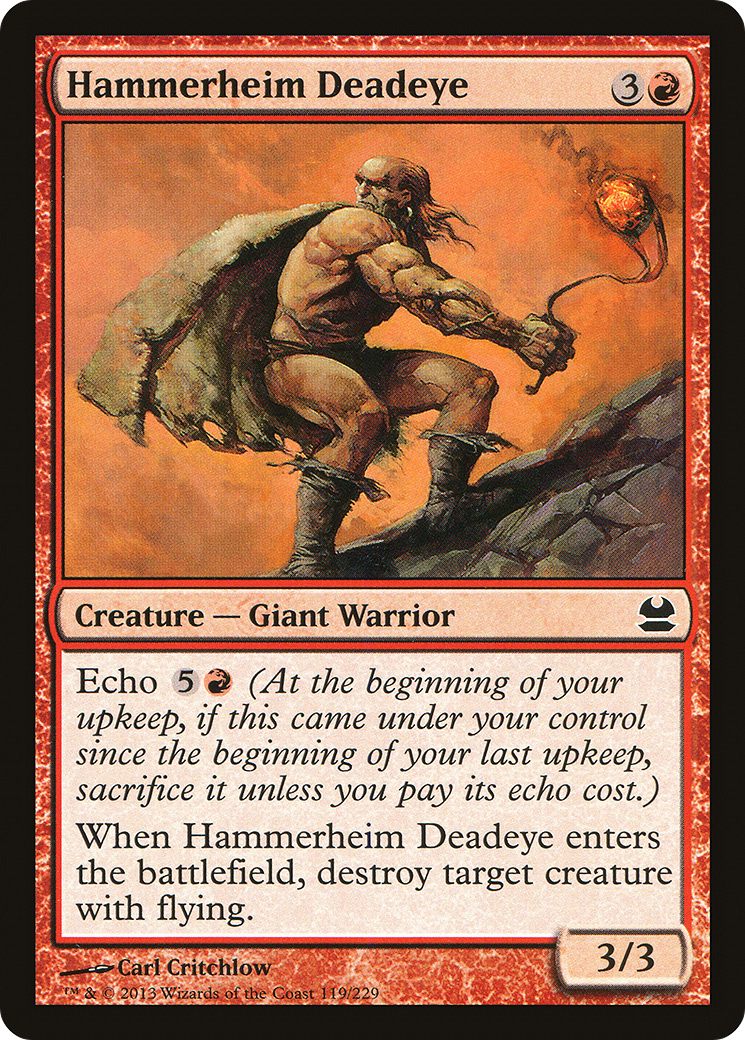 Hammerheim Deadeye 3
Creature — Giant Warrior
Echo 5 (At the beginning of your
upkeep, if this came under your control
since the beginning of your last upkeep,
sacrifice it unless you pay its echo cost.)
When Hammerheim Deadeye enters
the battlefield, destroy target creature
with flying.
3/3
Carl Critchlow
™ & © 2013 Wizards of the Coast 119/229